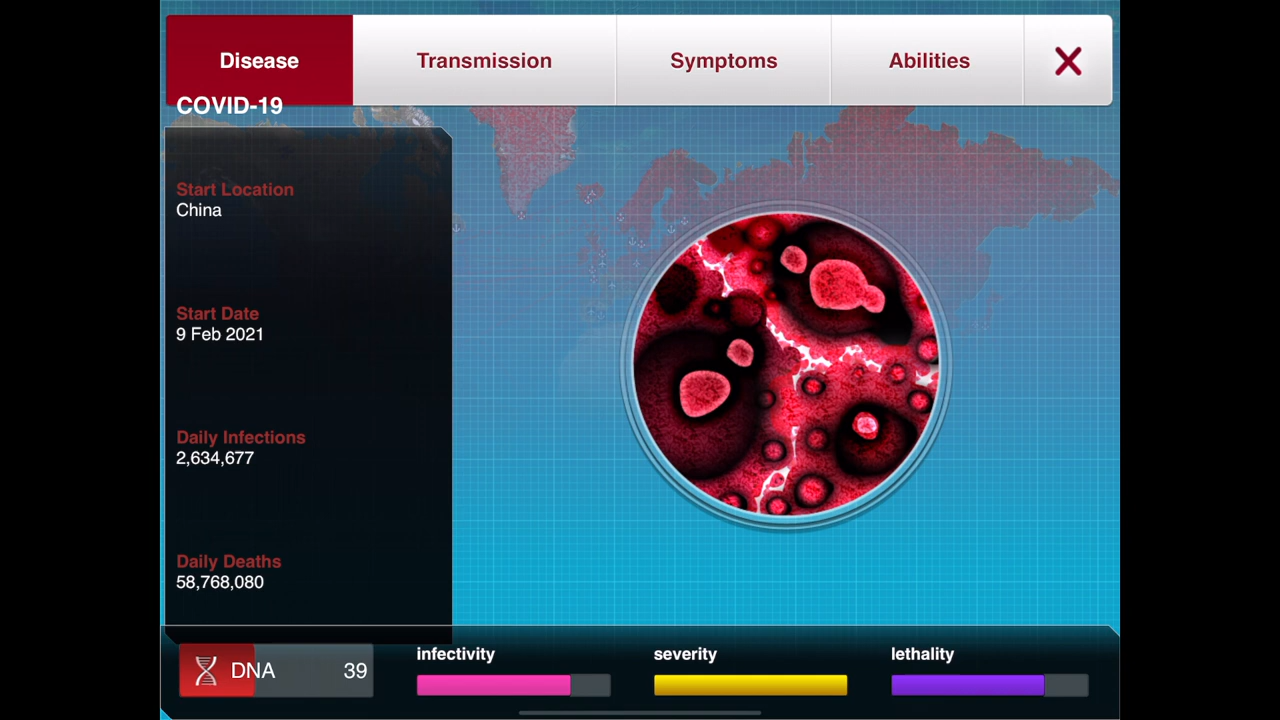 Disease
Transmission
Symptoms
Abilities
COVID-19
Start Location
China
Start Date
9 Feb 2021
Daily Infections
2,634,677
Daily Deaths
58,768,080
DNA 39
infectivity
severity
lethality